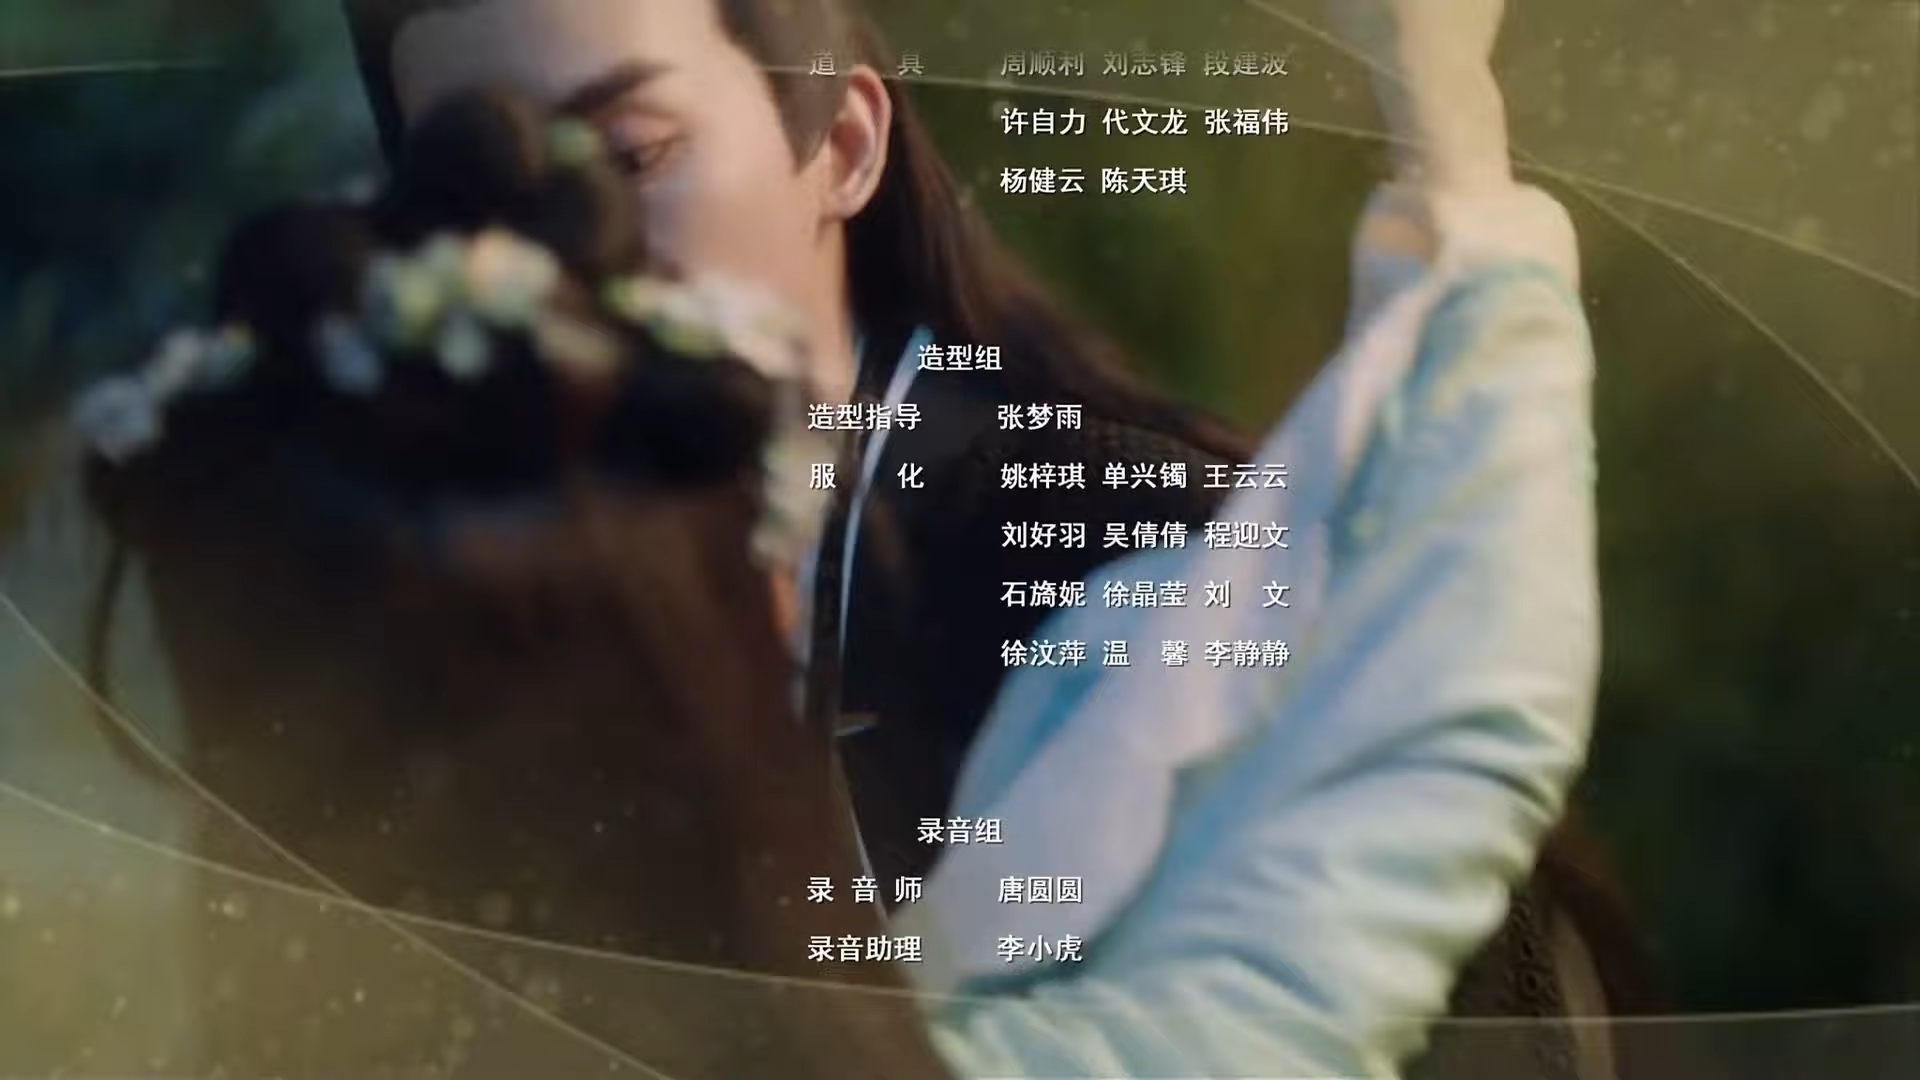 道 具 周顺利 刘志锋 段建波
许自力 代文龙 张福伟
杨健云 陈天琪
造型组
造型指导 张梦雨
服 化 姚梓琪 单兴镯 王云云
刘好羽 吴倩倩 程迎文
石旖妮 徐晶莹 刘 文
徐汶萍 温 馨 李静静
录音组
录 音 师 唐圆圆
录音助理 李小虎